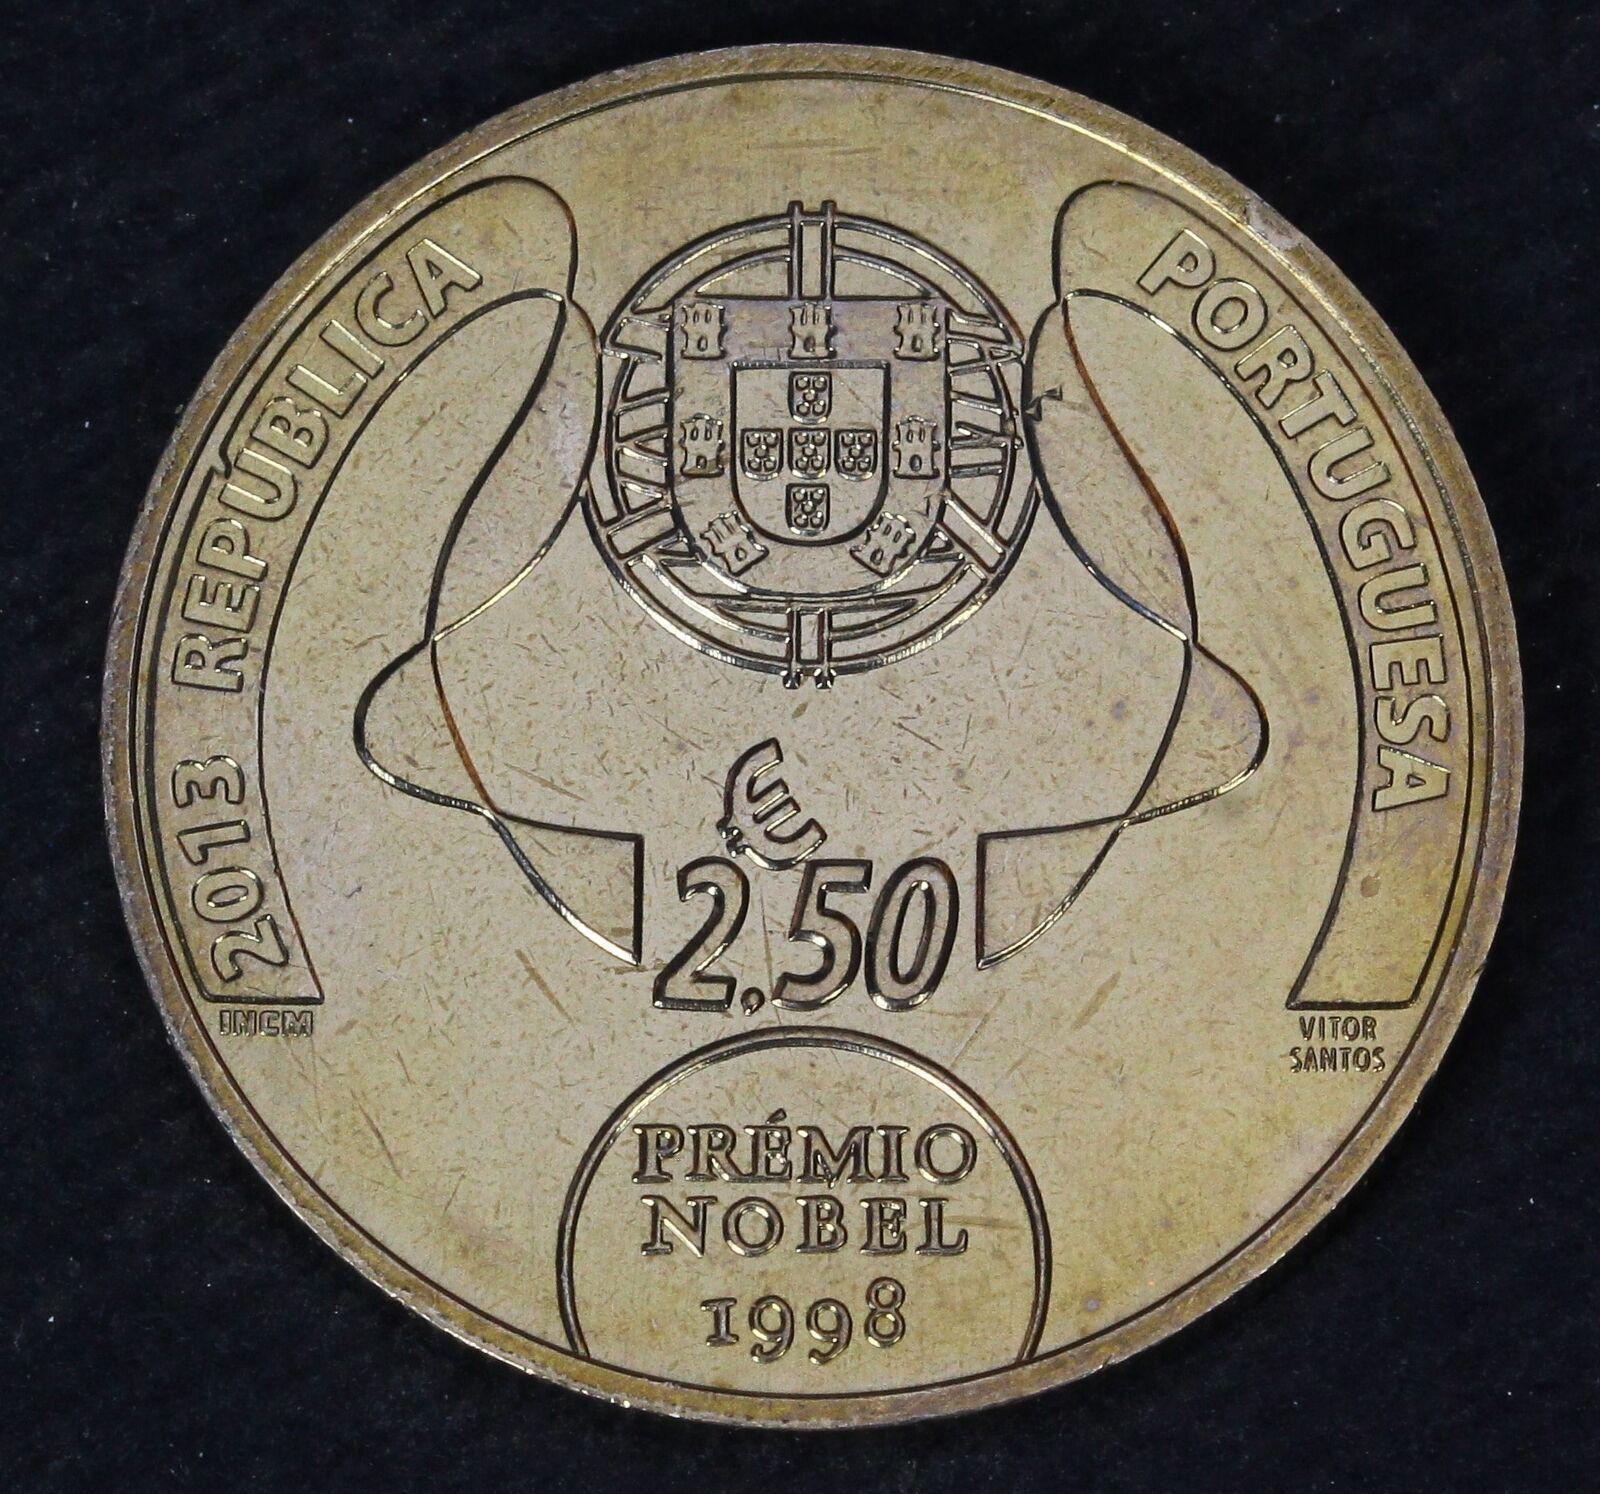 2013 REPÚBLICA
PORTUGUESA
€
2,50
INCM
VITOR
SANTOS
PRÉMIO
NOBEL
1998